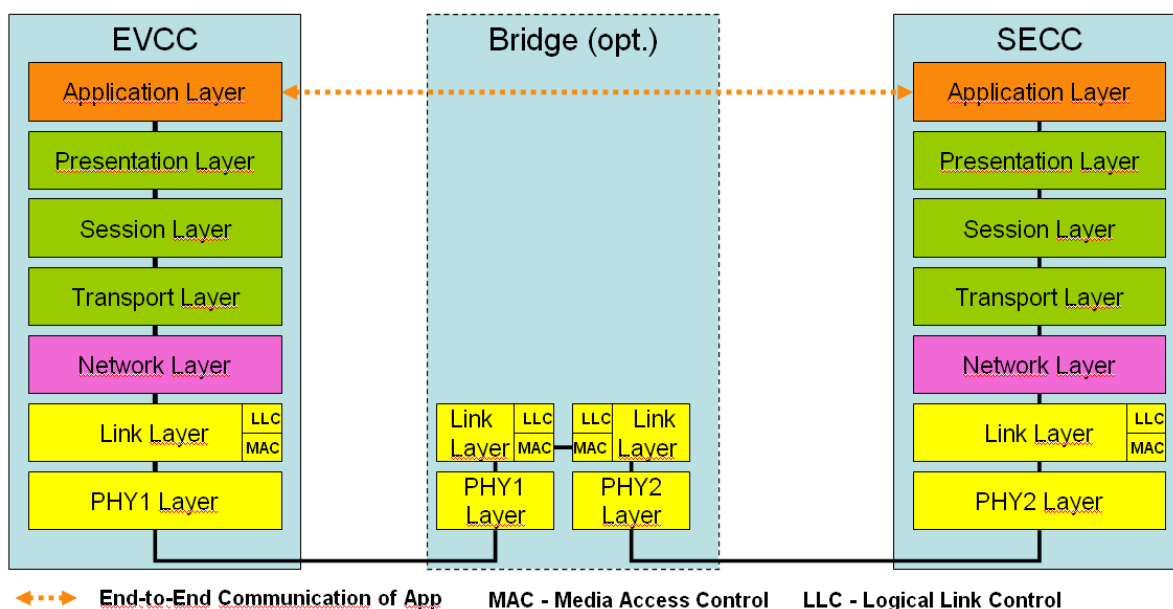 EVCC
Application Layer
Presentation Layer
Session Layer
Transport Layer
Network Layer
Link Layer
LLC
MAC
PHY1 Layer
Bridge (opt.)
Link
Layer
LLC
MAC
LLC
MAC
Link
Layer
PHY1
Layer
PHY2
Layer
SECC
Application Layer
Presentation Layer
Session Layer
Transport Layer
Network Layer
Link Layer
LLC
MAC
PHY2 Layer
End-to-End Communication of App
MAC - Media Access Control
LLC - Logical Link Control